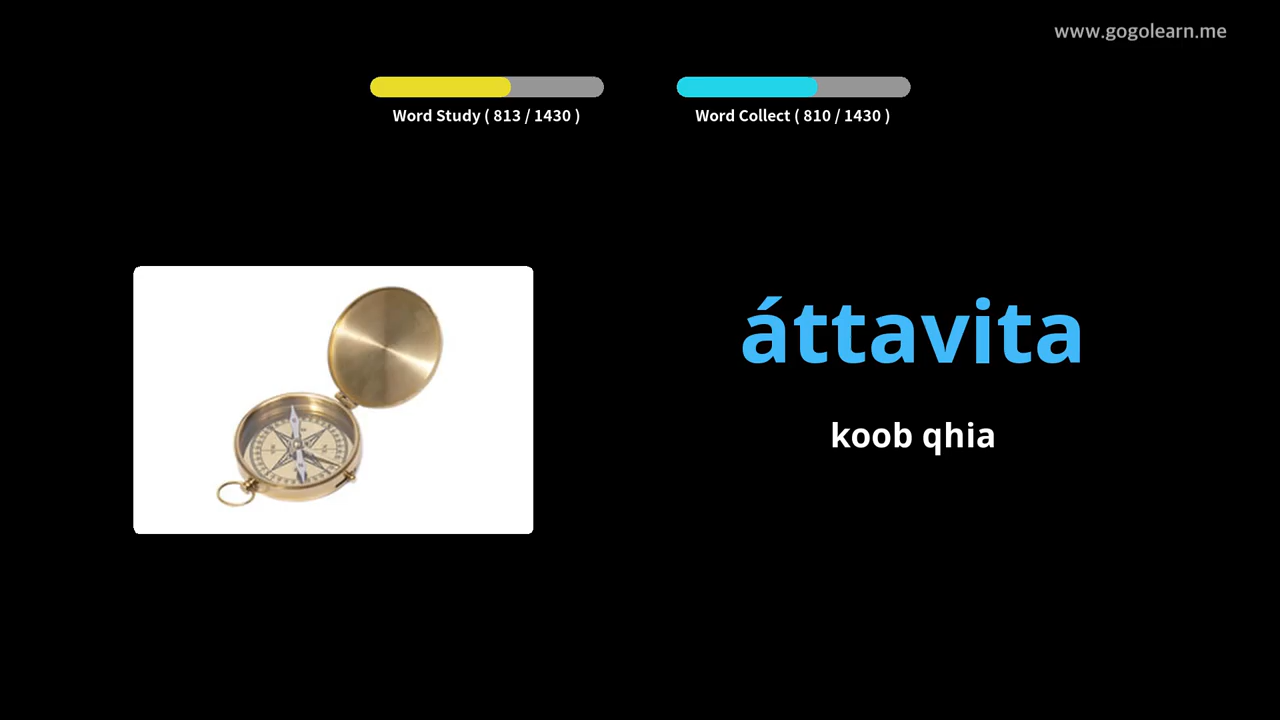 www.gogolearn.me
Word Study ( 813 / 1430 )
Word Collect ( 810 / 1430 )
áttavita
koob qhia